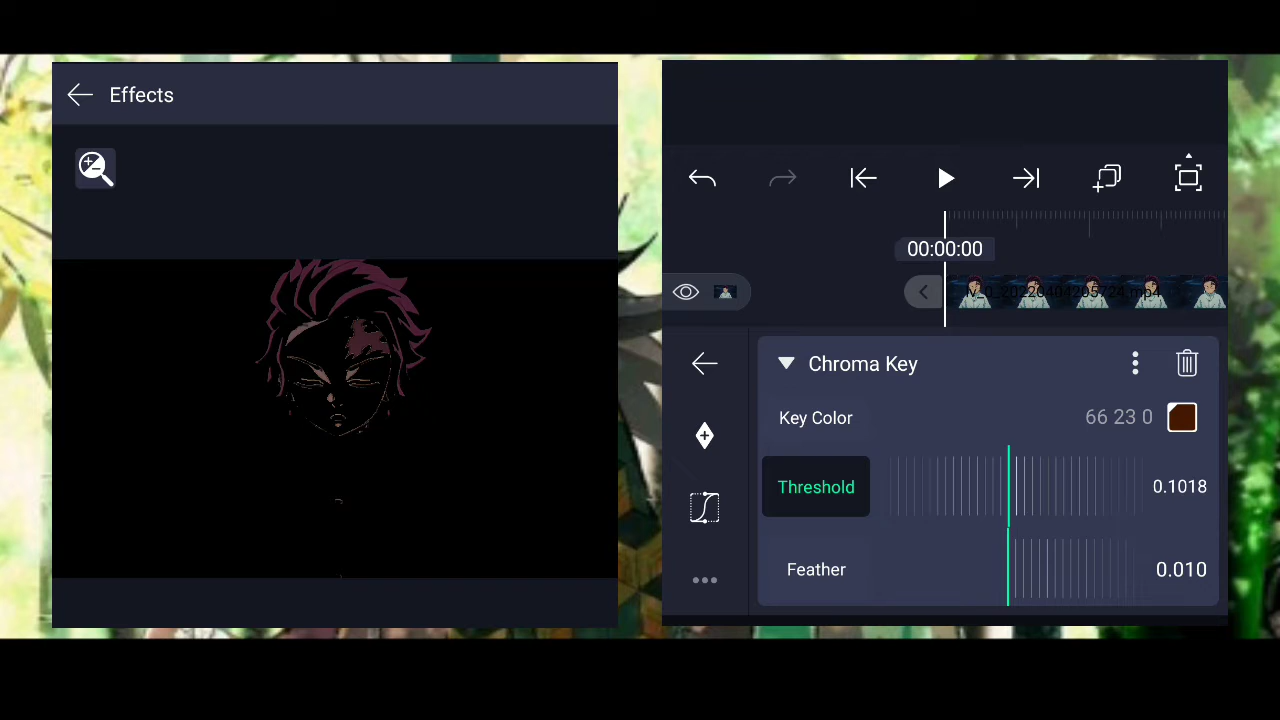 Effects
00:00:00
Chroma Key
Key Color
66 23 0
Threshold
0.1018
Feather
0.010